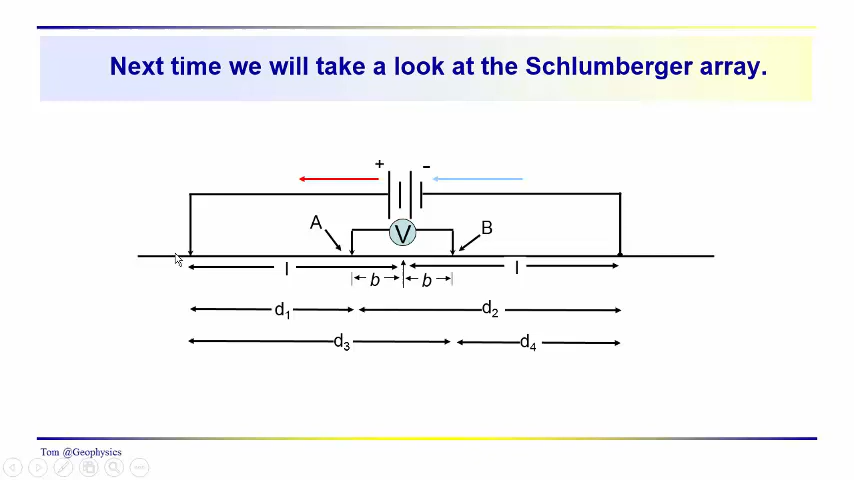 Next time we will take a look at the Schlumberger array.
+ -
A V B
l l
b b
d1 d2
d3 d4
Tom @Geophysics